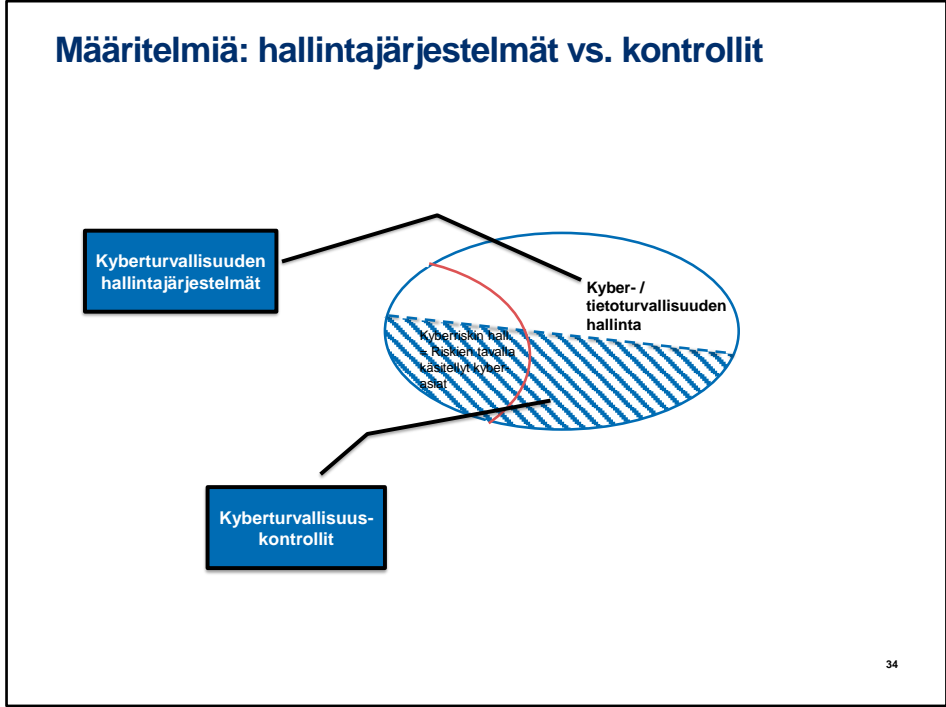 Määritelmiä: hallintajärjestelmät vs. kontrollit
Kyberturvallisuuden
hallintajärjestelmät
Kyber- /
tietoturvallisuuden
hallinta
Kyberriskin hall.
= Riskien tavalla
käsitellyt kyber-
asiat
Kyberturvallisuus-
kontrollit
34